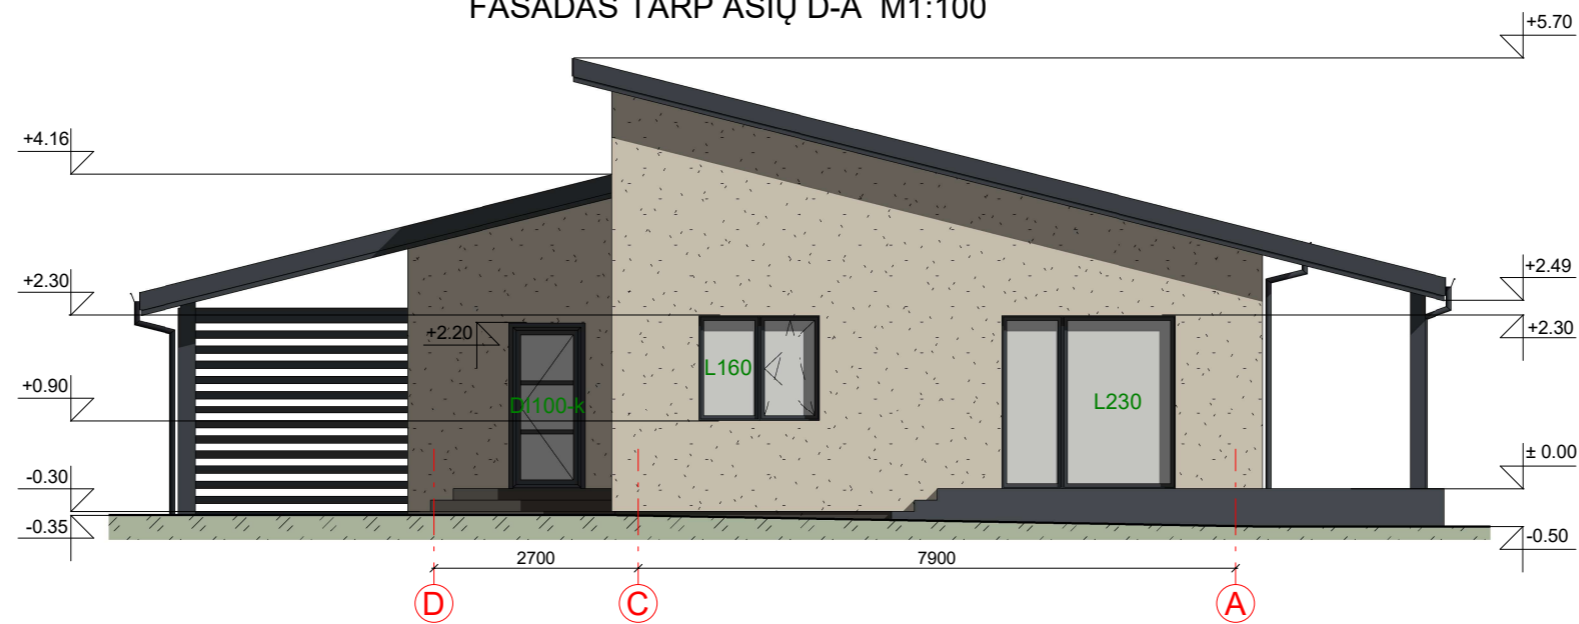 FASADAS TARP AŠIŲ D-A M1:100
+5.70
+4.16
+2.30
+2.49
+2.20
+2.30
L160
+0.90
DI100-k
L230
± 0.00
-0.30
-0.35
-0.50
2700
7900
D
C
A